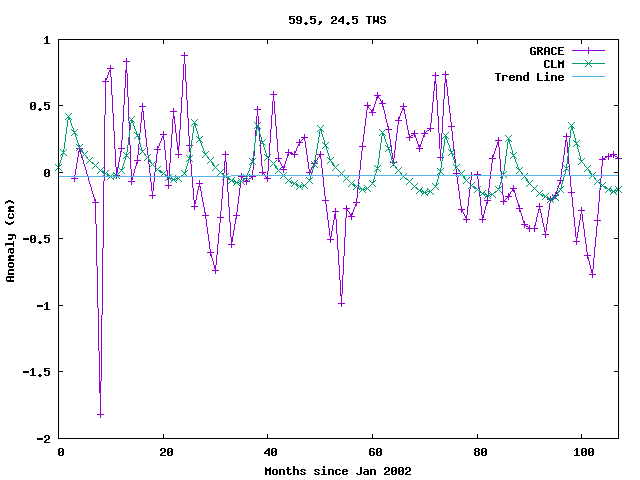 59.5, 24.5 TWS
GRACE
CLM
Trend Line
1
0.5
0
-0.5
-1
-1.5
-2
Anomaly (cm)
0 20 40 60 80 100
Months since Jan 2002